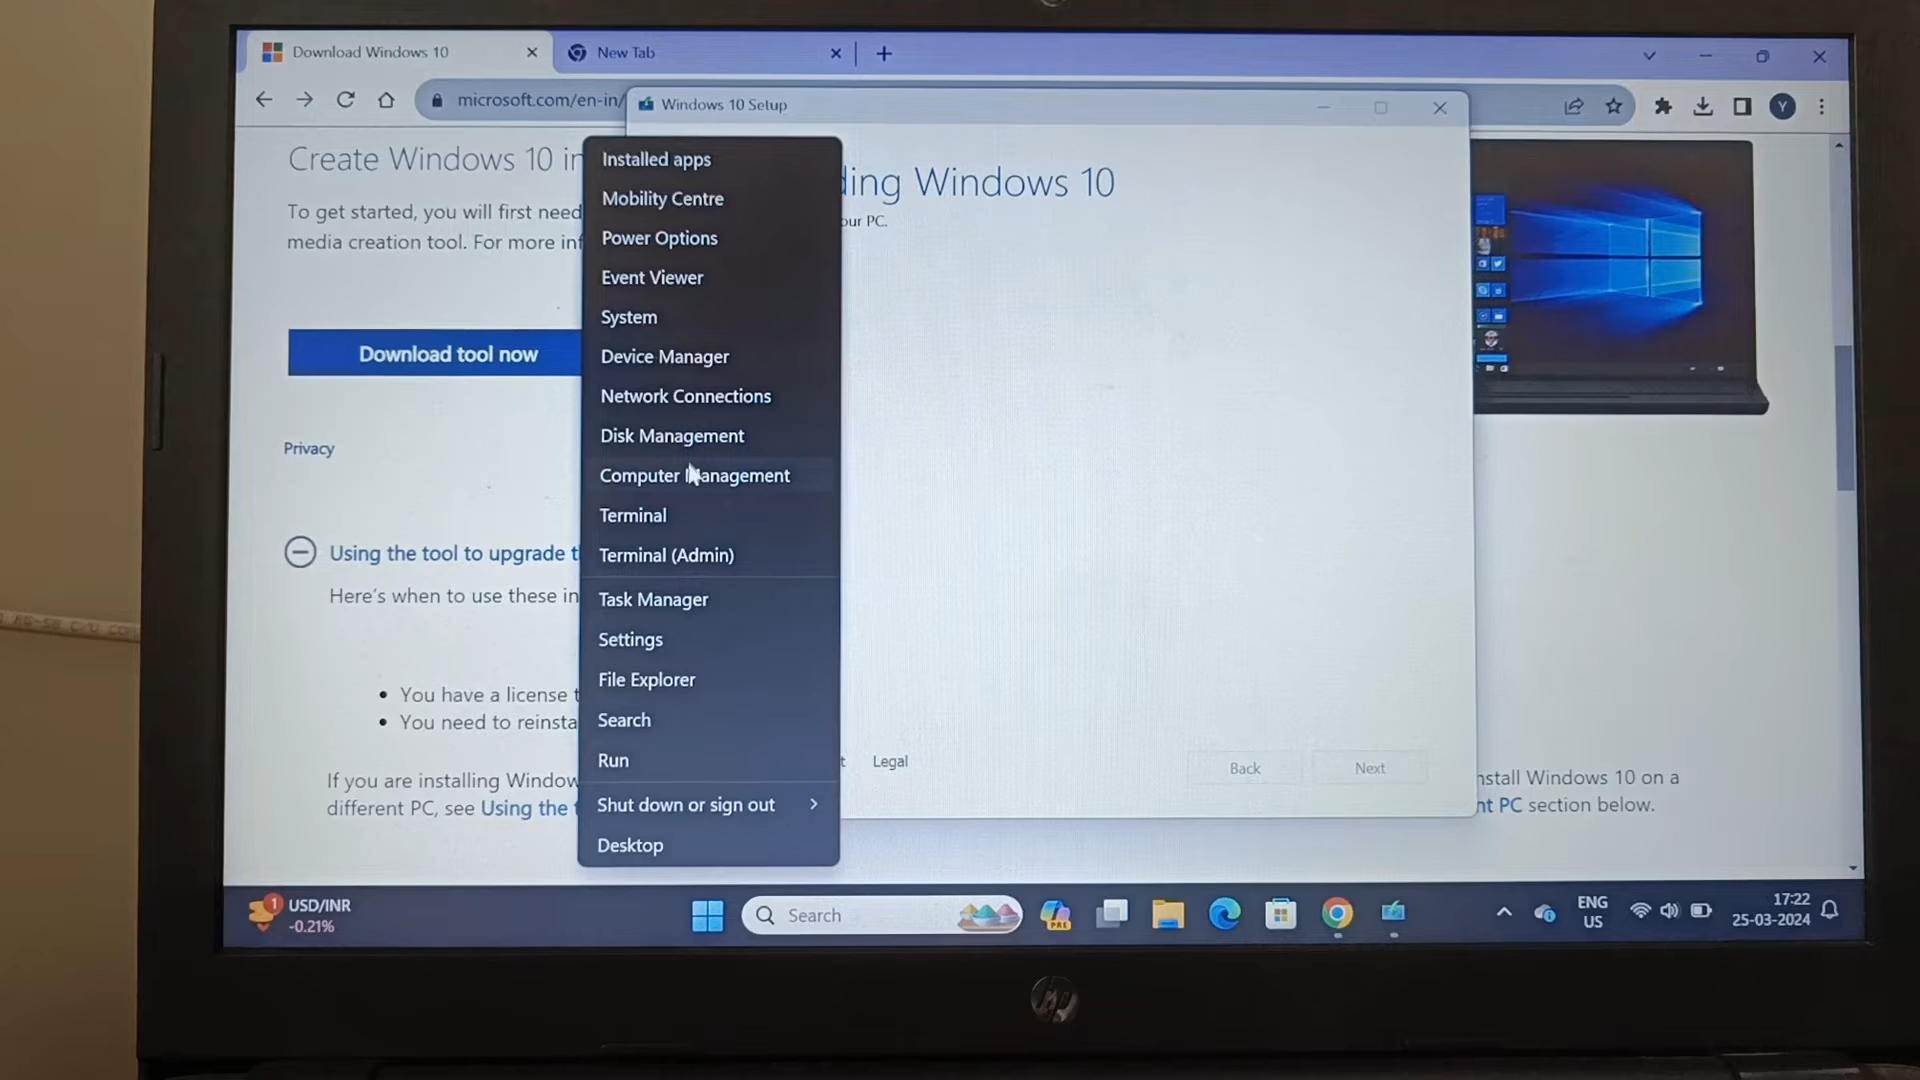 Download Windows 10
New Tab
microsoft.com/en-in/
Windows 10 Setup
Y
Create Windows 10 in
To get started, you will first need
media creation tool. For more inf
Download tool now
Privacy
Using the tool to upgrade t
Here's when to use these in
You have a license t
You need to reinsta
If you are installing Window
different PC, see Using the t
Installed apps
Mobility Centre
Power Options
Event Viewer
System
Device Manager
Network Connections
Disk Management
Computer Management
Terminal
Terminal (Admin)
Task Manager
Settings
File Explorer
Search
Run
Shut down or sign out
Desktop
ding Windows 10
our PC.
t Legal
Back
Next
nstall Windows 10 on a
nt PC section below.
1
USD/INR
-0.21%
Search
PRE
ENG
US
17:22
25-03-2024
hp